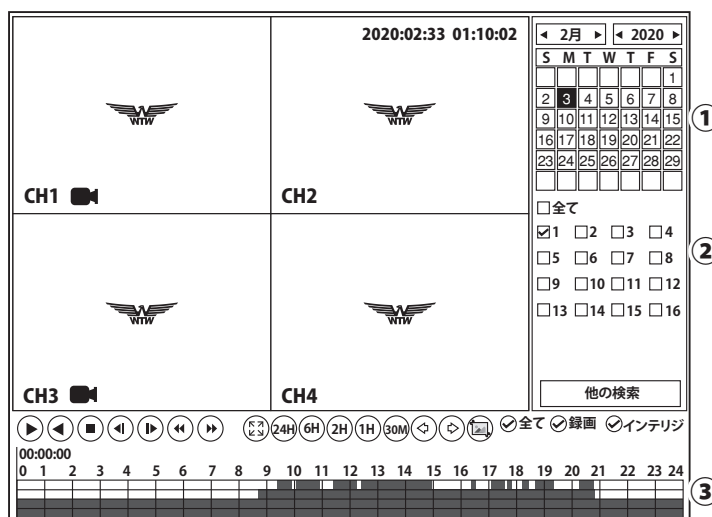 2020:02:33 01:10:02
WTW
WTW
CH1
CH2
WTW
WTW
CH3
CH4
2月 2020
S M T W T F S
1
2 3 4 5 6 7 8
9 10 11 12 13 14 15
16 17 18 19 20 21 22
23 24 25 26 27 28 29
①
全て
1 2 3 4
5 6 7 8
9 10 11 12
13 14 15 16
②
他の検索
24H 6H 2H 1H 30M 全て 録画 インテリジ
00:00:00
0 1 2 3 4 5 6 7 8 9 10 11 12 13 14 15 16 17 18 19 20 21 22 23 24
③